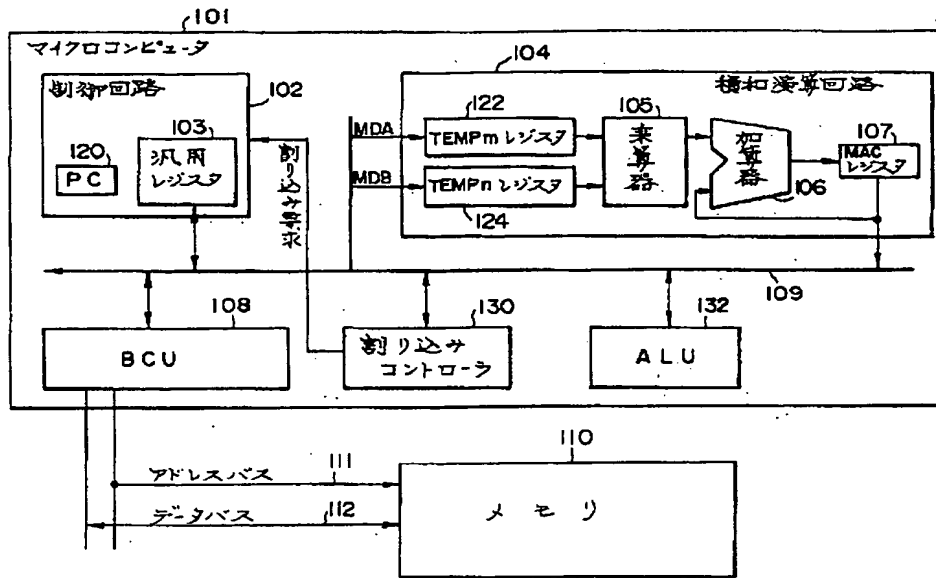 101
マイクロコンピュータ
104
制御回路
102
積和演算回路
103
汎用
レジスタ
120
PC
割り込み要求
MDA
MDB
122
TEMPm レジスタ
TEMPn レジスタ
124
105
乗算器
加算器
106
107
MAC
レジスタ
109
108
BCU
130
割り込み
コントローラ
132
ALU
110
アドレスバス
111
データバス
112
メモリ